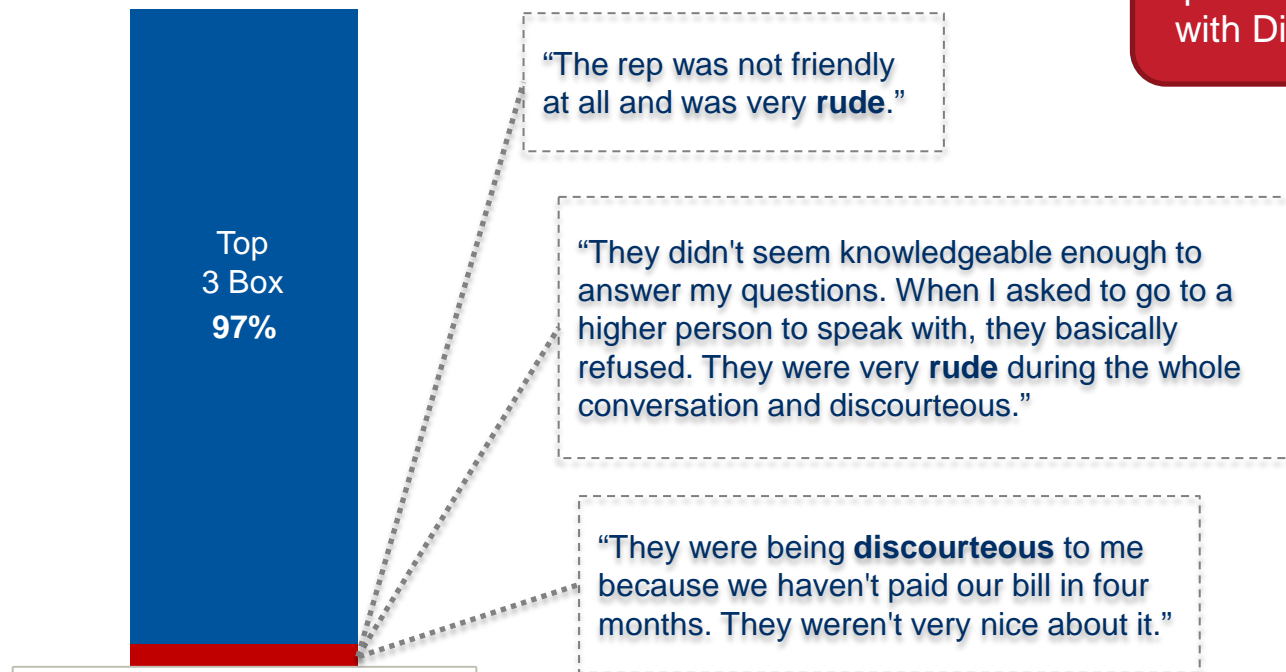 with
“The rep was not friendly
at all and was very rude.”
Top
3 Box
97%
“They didn't seem knowledgeable enough to
answer my questions. When I asked to go to a
higher person to speak with, they basically
refused. They were very rude during the whole
conversation and discourteous.”
“They were being discourteous to me
because we haven't paid our bill in four
months. They weren't very nice about it.”